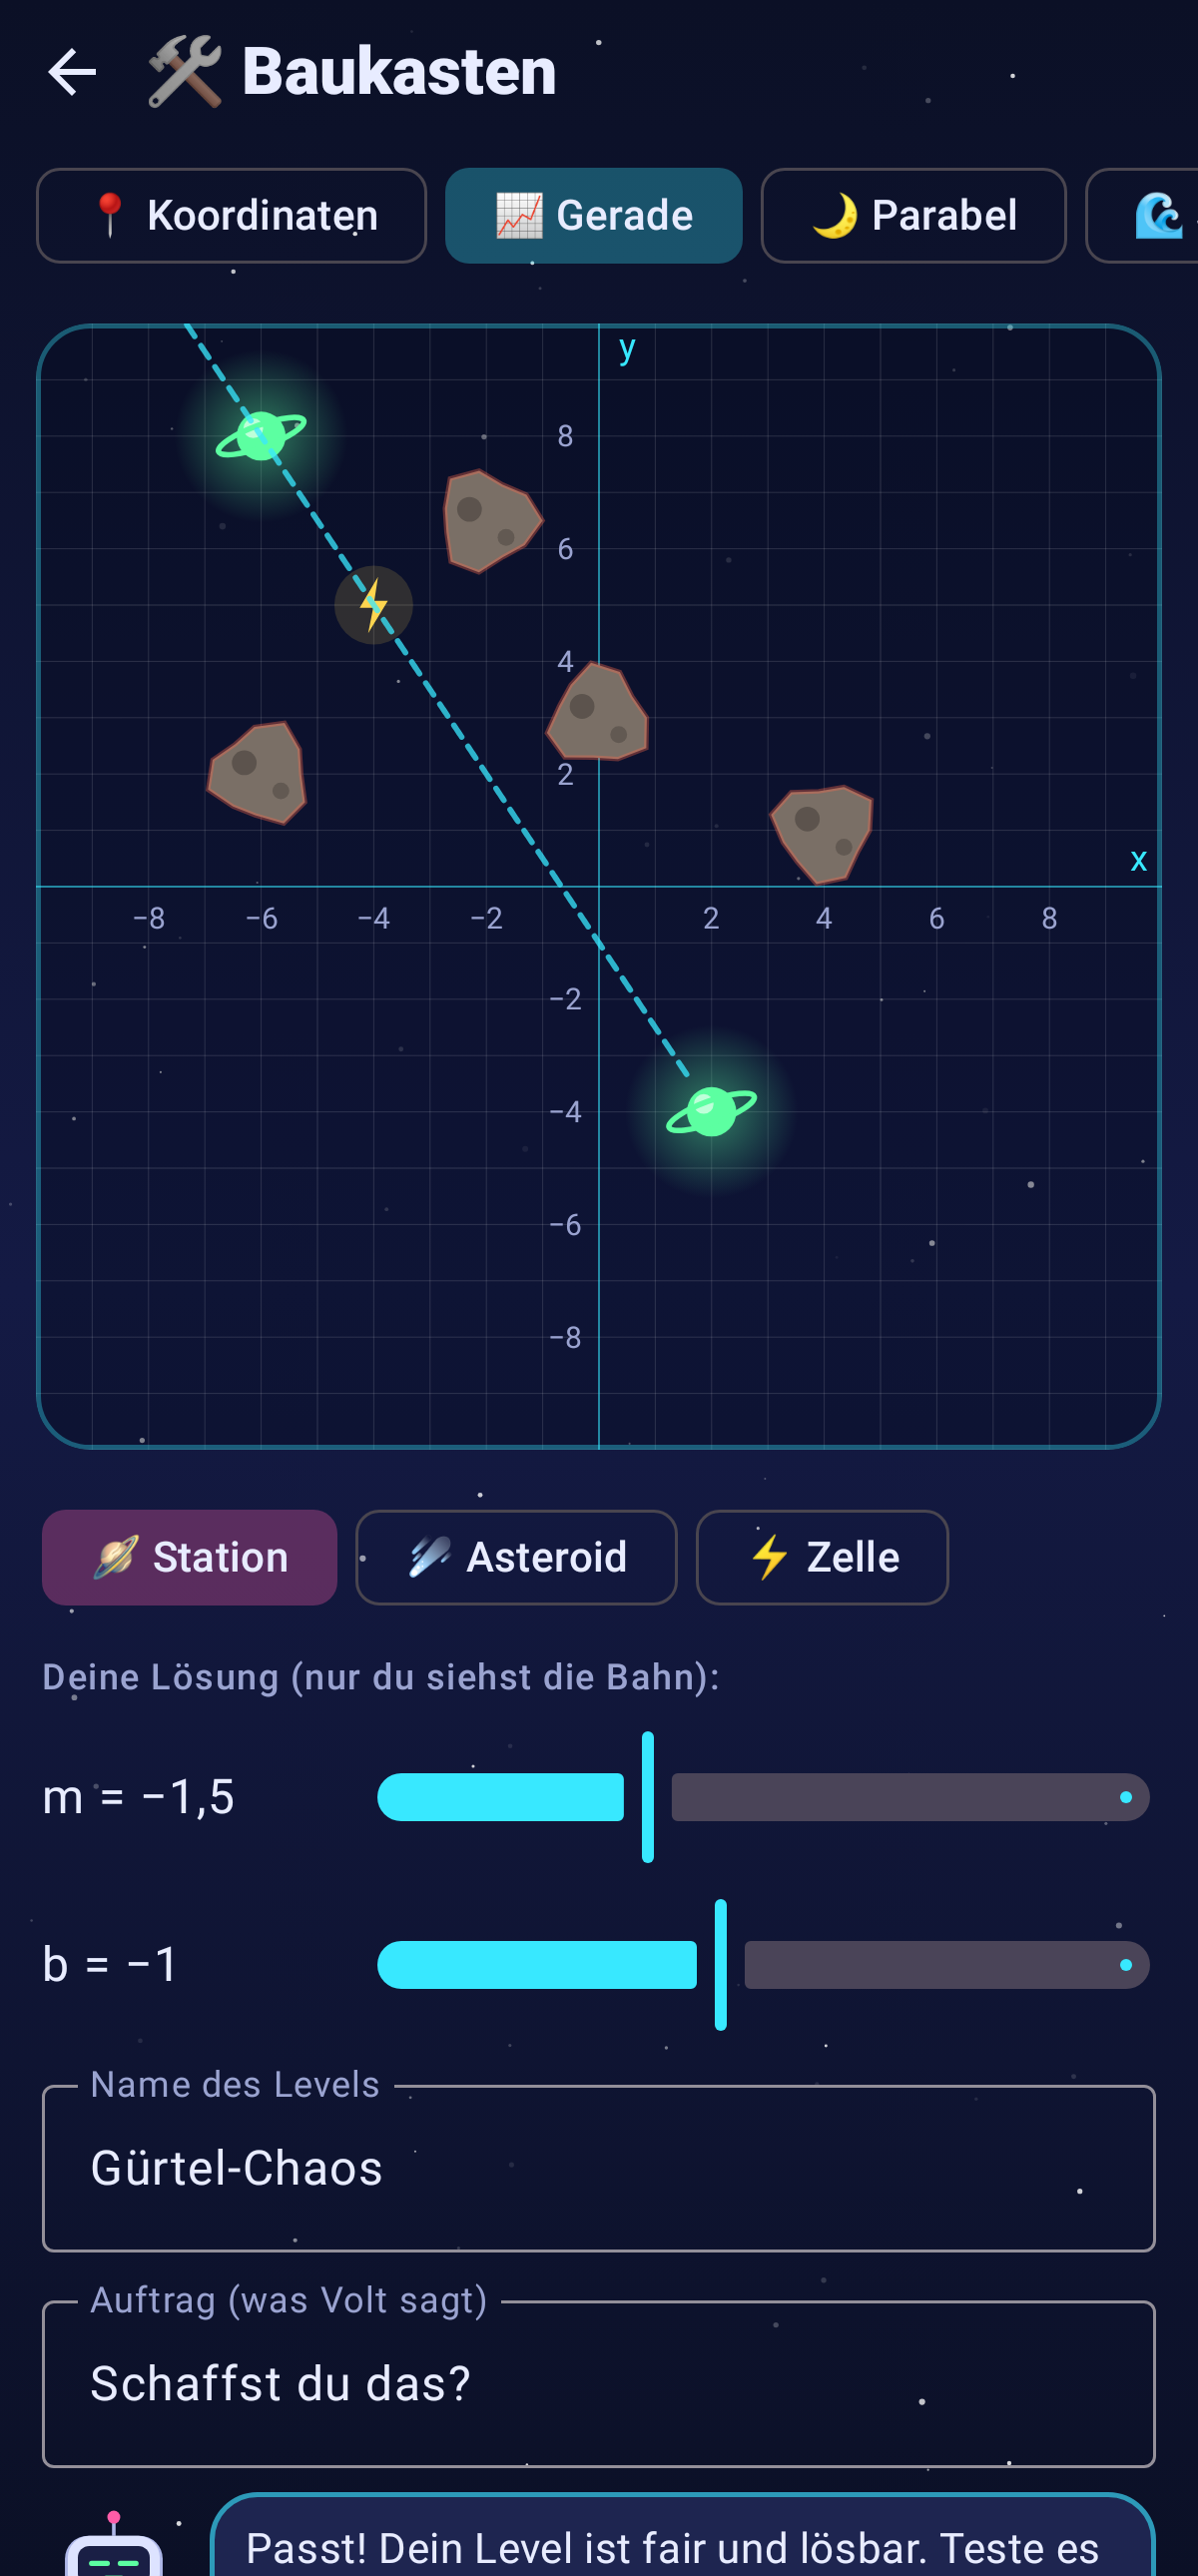 Baukasten
Koordinaten Gerade Parabel
y
8
6
4
2
x
−8 −6 −4 −2 2 4 6 8
−2
−4
−6
−8
Station Asteroid Zelle
Deine Lösung (nur du siehst die Bahn):
m = −1,5
b = −1
Name des Levels
Gürtel-Chaos
Auftrag (was Volt sagt)
Schaffst du das?
Passt! Dein Level ist fair und lösbar. Teste es